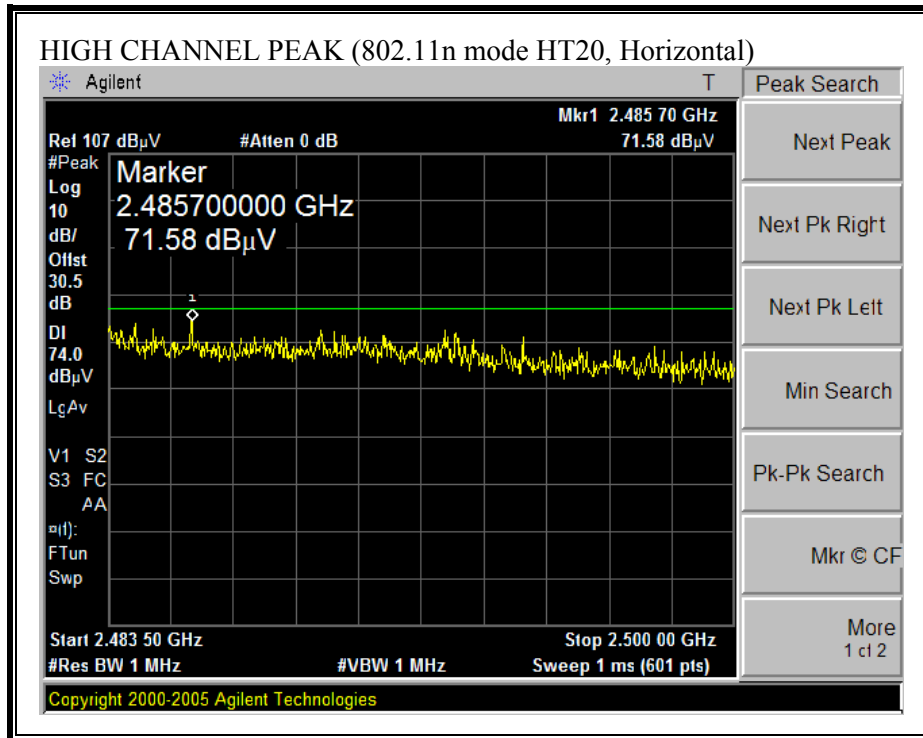 HIGH CHANNEL PEAK (802.11n mode HT20, Horizontal)
Agilent T Peak Search
Mkr1 2.485 70 GHz
Ref 107 dBµV #Atten 0 dB 71.58 dBµV
Next Peak
#Peak
Log
10
dB/
Offst
30.5
dB
DI
74.0
dBµV
LgAv
V1 S2
S3 FC
AA
¤(f):
FTun
Swp
Marker
2.485700000 GHz
71.58 dBµV
1
Next Pk Right
Next Pk Left
Min Search
Pk-Pk Search
Mkr © CF
More
1 of 2
Start 2.483 50 GHz Stop 2.500 00 GHz
#Res BW 1 MHz #VBW 1 MHz Sweep 1 ms (601 pts)
Copyright 2000-2005 Agilent Technologies